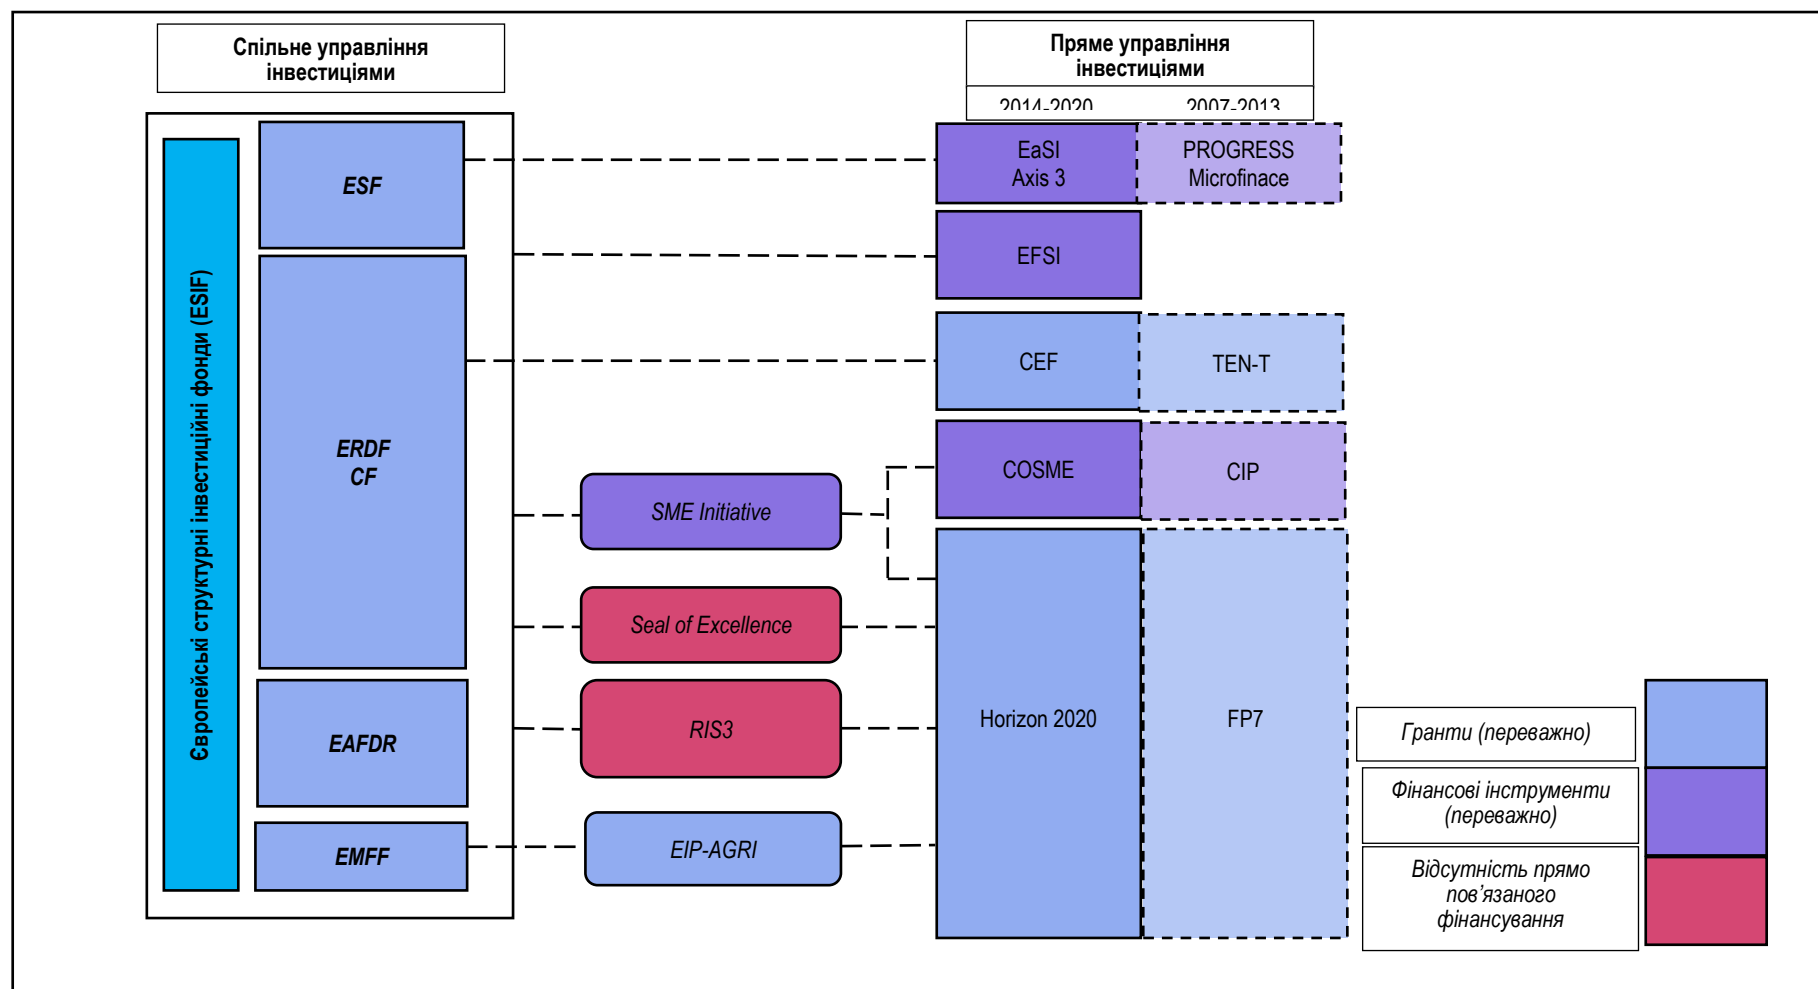 Спільне управління
інвестиціями
Пряме управління
інвестиціями
2014-2020 2007-2013
Європейські структурні інвестиційні фонди (ESIF)
ESF
ERDF
CF
EAFDR
EMFF
SME Initiative
Seal of Excellence
RIS3
EIP-AGRI
EaSI
Axis 3
PROGRESS
Microfinace
EFSI
CEF
TEN-T
COSME
CIP
Horizon 2020
FP7
Гранти (переважно)
Фінансові інструменти
(переважно)
Відсутність прямо
пов’язаного
фінансування